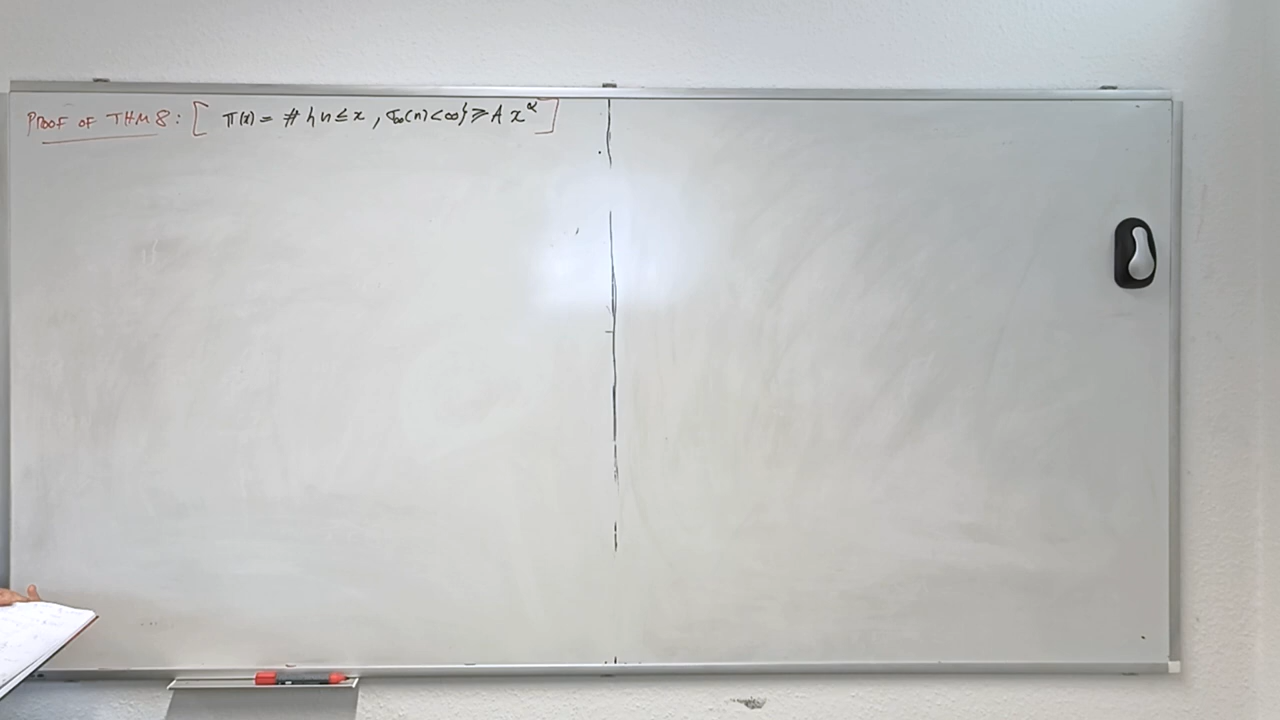 PROOF OF THM 8: [ π(x) = # { n ≤ x , σ∞(n) < ∞} ⩾ A x^α ]